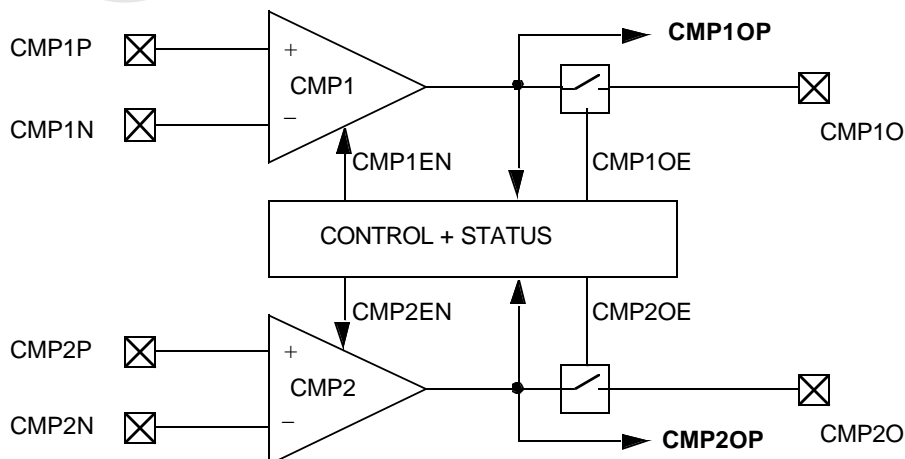 CMP1OP
CMP1P
+
CMP1
CMP1N
−
CMP1O
CMP1EN
CMP1OE
CONTROL + STATUS
CMP2EN
CMP2OE
CMP2P
+
CMP2
CMP2N
−
CMP2OP
CMP2O